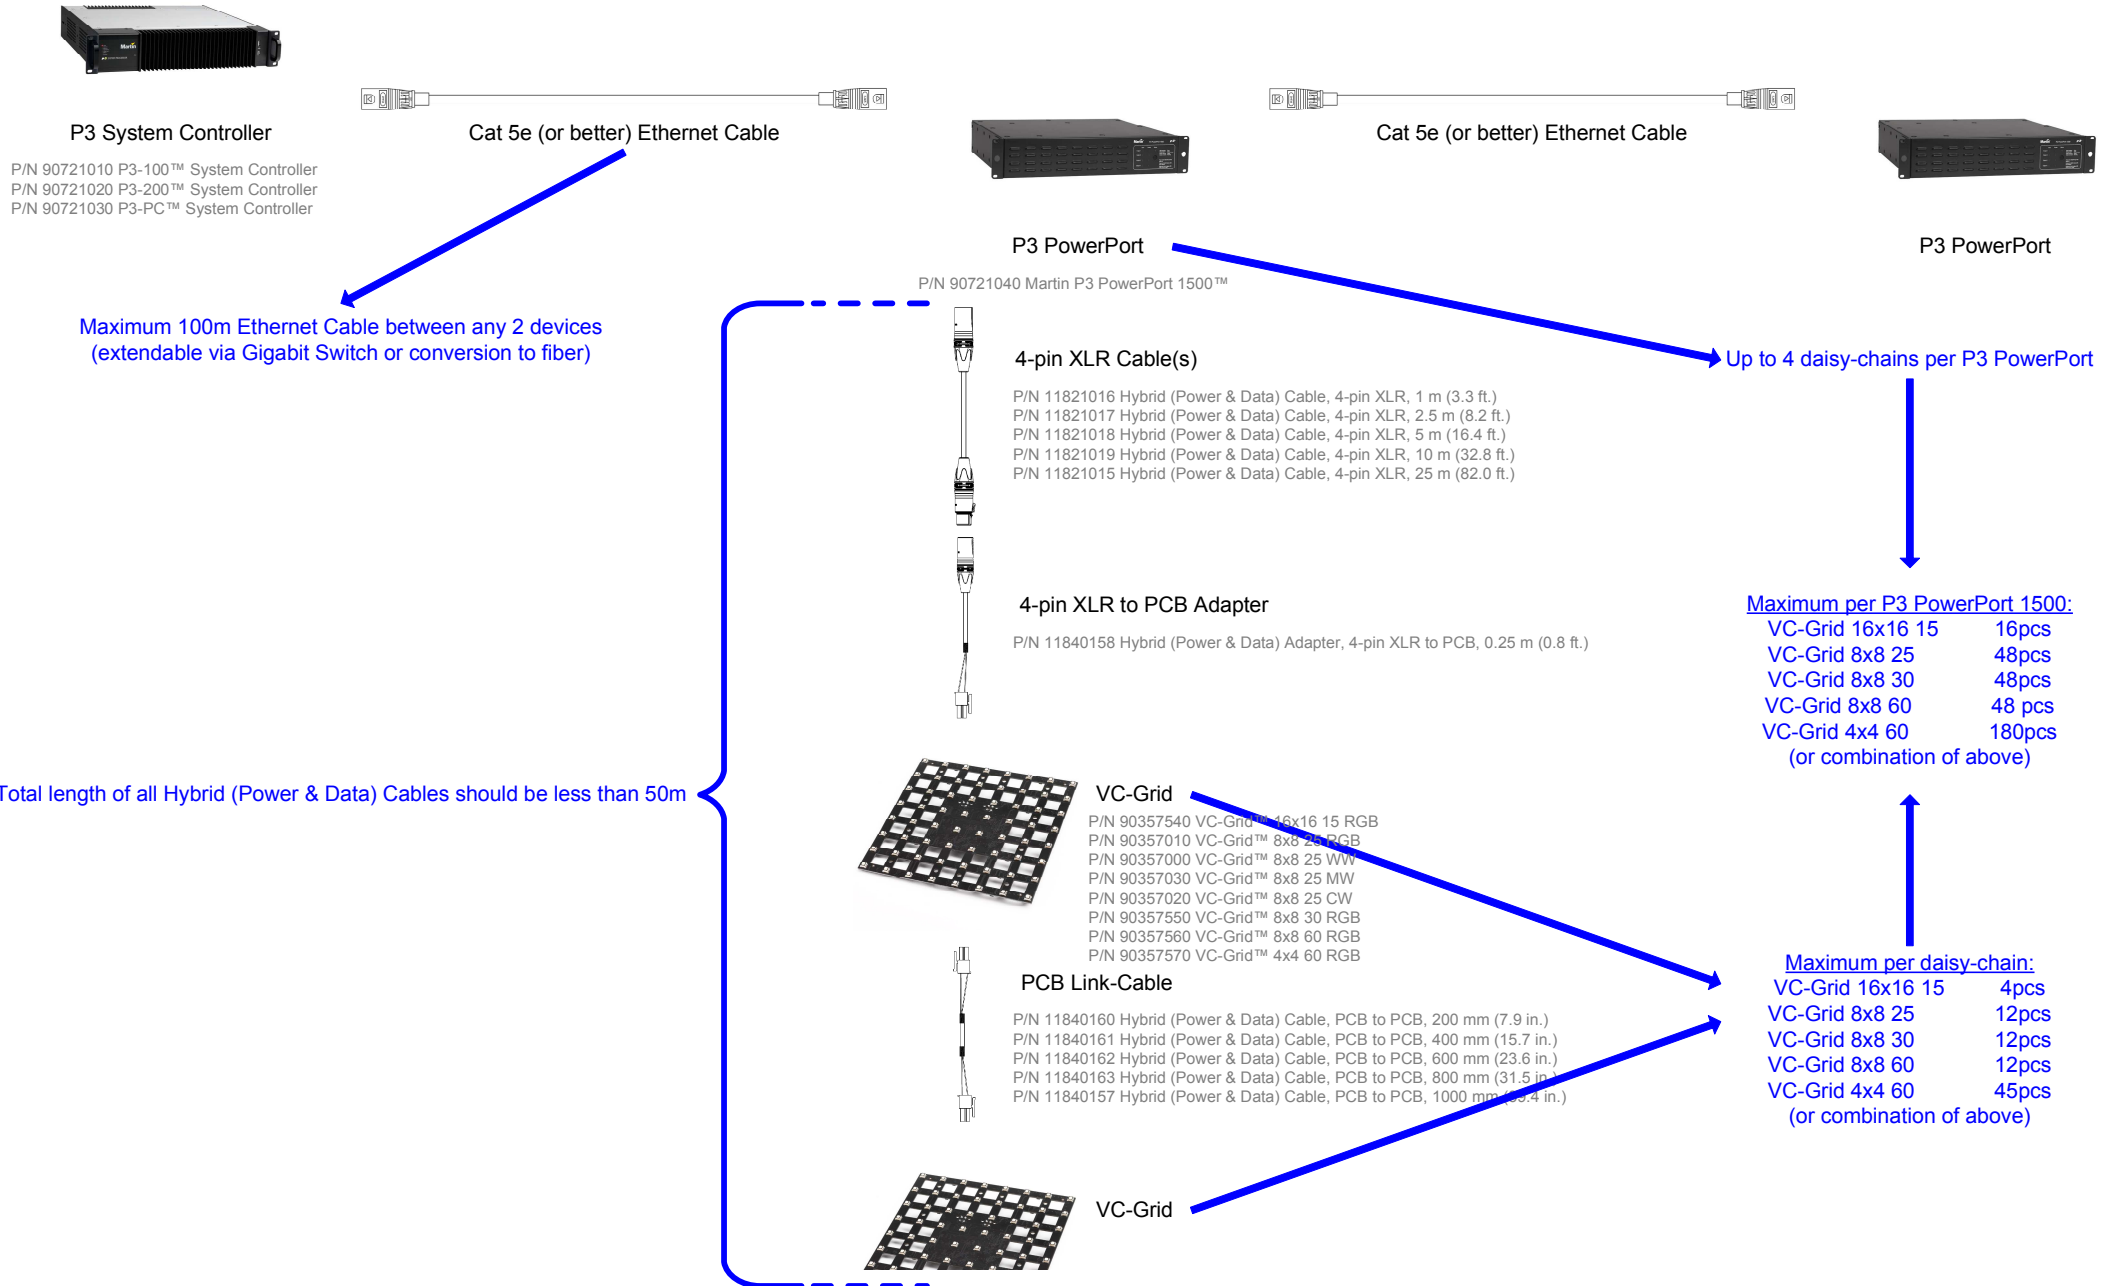 P3 System Controller
P/N 90721010 P3-100™ System Controller
P/N 90721020 P3-200™ System Controller
P/N 90721030 P3-PC™ System Controller
Cat 5e (or better) Ethernet Cable
Cat 5e (or better) Ethernet Cable
Martin
Martin
Martin
P3 PowerPort
P/N 90721040 Martin P3 PowerPort 1500™
P3 PowerPort
Maximum 100m Ethernet Cable between any 2 devices
(extendable via Gigabit Switch or conversion to fiber)
4-pin XLR Cable(s)
P/N 11821016 Hybrid (Power & Data) Cable, 4-pin XLR, 1 m (3.3 ft.)
P/N 11821017 Hybrid (Power & Data) Cable, 4-pin XLR, 2.5 m (8.2 ft.)
P/N 11821018 Hybrid (Power & Data) Cable, 4-pin XLR, 5 m (16.4 ft.)
P/N 11821019 Hybrid (Power & Data) Cable, 4-pin XLR, 10 m (32.8 ft.)
P/N 11821015 Hybrid (Power & Data) Cable, 4-pin XLR, 25 m (82.0 ft.)
Up to 4 daisy-chains per P3 PowerPort
4-pin XLR to PCB Adapter
P/N 11840158 Hybrid (Power & Data) Adapter, 4-pin XLR to PCB, 0.25 m (0.8 ft.)
Maximum per P3 PowerPort 1500:
VC-Grid 16x16 15 16pcs
VC-Grid 8x8 25 48pcs
VC-Grid 8x8 30 48pcs
VC-Grid 8x8 60 48 pcs
VC-Grid 4x4 60 180pcs
(or combination of above)
Total length of all Hybrid (Power & Data) Cables should be less than 50m
VC-Grid
P/N 90357540 VC-Grid™ 16x16 15 RGB
P/N 90357010 VC-Grid™ 8x8 25 RGB
P/N 90357000 VC-Grid™ 8x8 25 WW
P/N 90357030 VC-Grid™ 8x8 25 MW
P/N 90357020 VC-Grid™ 8x8 25 CW
P/N 90357550 VC-Grid™ 8x8 30 RGB
P/N 90357560 VC-Grid™ 8x8 60 RGB
P/N 90357570 VC-Grid™ 4x4 60 RGB
PCB Link-Cable
P/N 11840160 Hybrid (Power & Data) Cable, PCB to PCB, 200 mm (7.9 in.)
P/N 11840161 Hybrid (Power & Data) Cable, PCB to PCB, 400 mm (15.7 in.)
P/N 11840162 Hybrid (Power & Data) Cable, PCB to PCB, 600 mm (23.6 in.)
P/N 11840163 Hybrid (Power & Data) Cable, PCB to PCB, 800 mm (31.5 in.)
P/N 11840157 Hybrid (Power & Data) Cable, PCB to PCB, 1000 mm (39.4 in.)
Maximum per daisy-chain:
VC-Grid 16x16 15 4pcs
VC-Grid 8x8 25 12pcs
VC-Grid 8x8 30 12pcs
VC-Grid 8x8 60 12pcs
VC-Grid 4x4 60 45pcs
(or combination of above)
VC-Grid